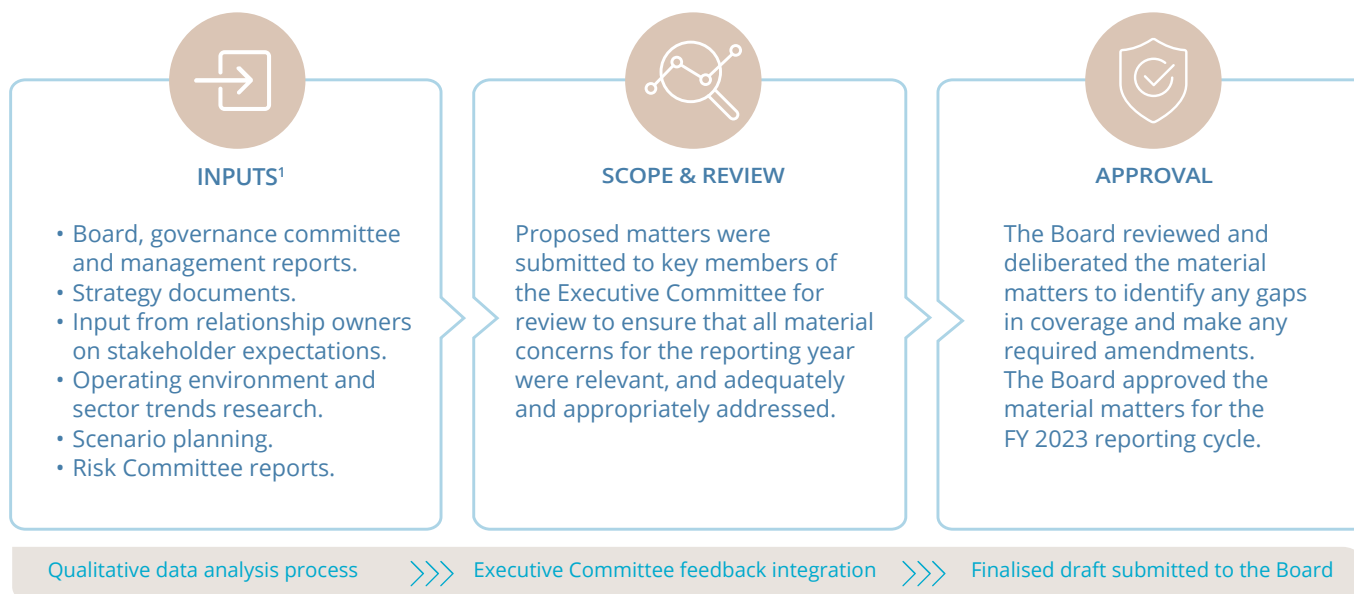 INPUTS¹
• Board, governance committee
and management reports.
• Strategy documents.
• Input from relationship owners
on stakeholder expectations.
• Operating environment and
sector trends research.
• Scenario planning.
• Risk Committee reports.
SCOPE & REVIEW
Proposed matters were
submitted to key members of
the Executive Committee for
review to ensure that all material
concerns for the reporting year
were relevant, and adequately
and appropriately addressed.
APPROVAL
The Board reviewed and
deliberated the material
matters to identify any gaps
in coverage and make any
required amendments.
The Board approved the
material matters for the
FY 2023 reporting cycle.
Qualitative data analysis process
Executive Committee feedback integration
Finalised draft submitted to the Board